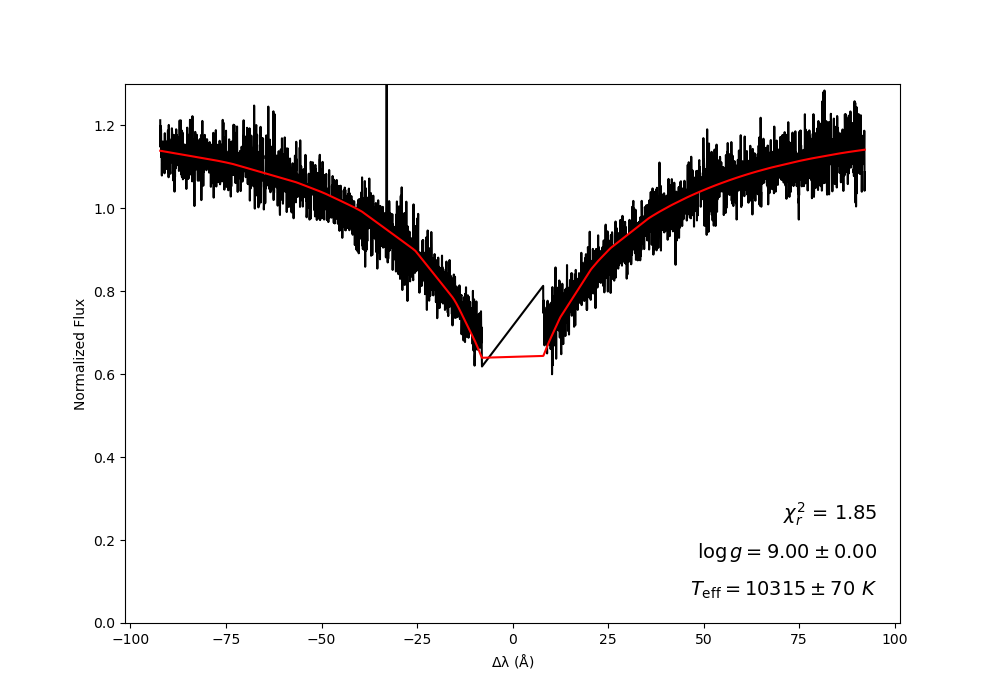 1.2
1.0
0.8
0.6
0.4
0.2
0.0
Normalized Flux
χ²ᵣ = 1.85
log g = 9.00 ± 0.00
T_eff = 10315 ± 70 K
−100 −75 −50 −25 0 25 50 75 100
Δλ (Å)